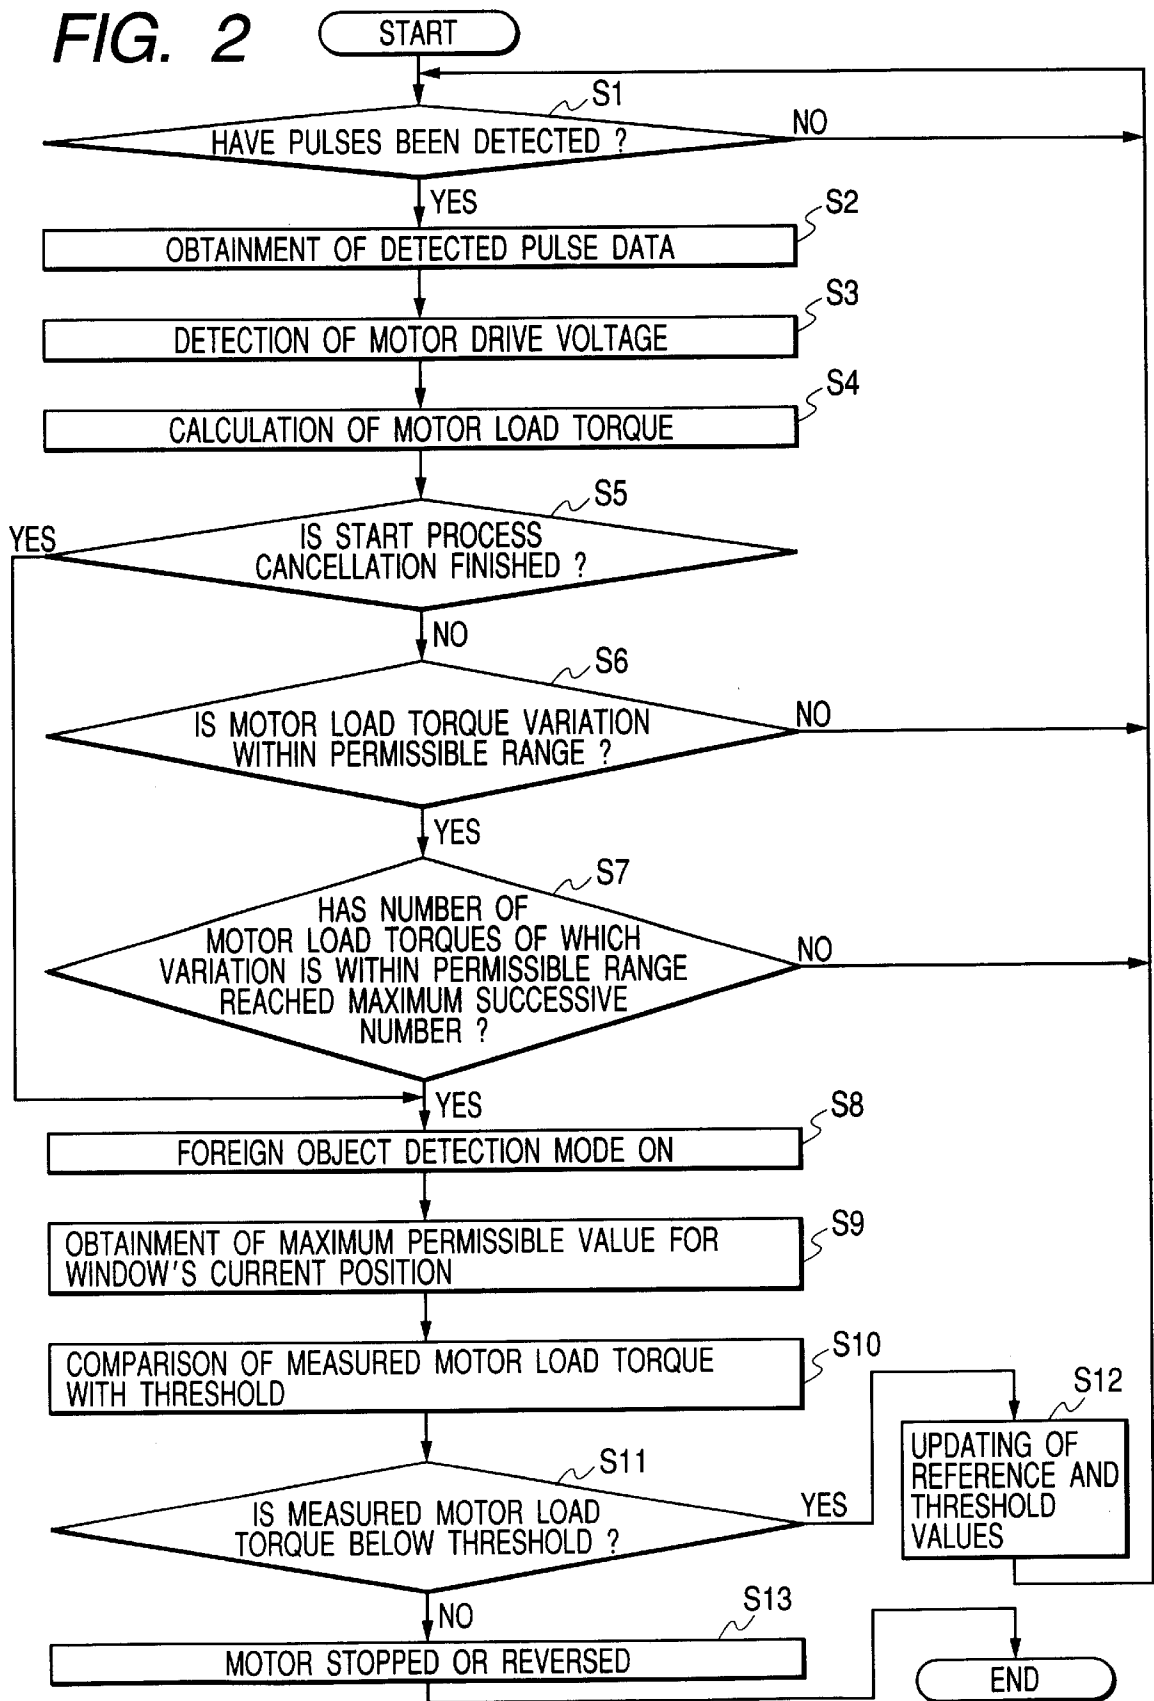 FIG. 2
START
S1
HAVE PULSES BEEN DETECTED ?
NO
YES
S2
OBTAINMENT OF DETECTED PULSE DATA
S3
DETECTION OF MOTOR DRIVE VOLTAGE
S4
CALCULATION OF MOTOR LOAD TORQUE
S5
YES
IS START PROCESS
CANCELLATION FINISHED ?
NO
S6
IS MOTOR LOAD TORQUE VARIATION
WITHIN PERMISSIBLE RANGE ?
NO
YES
S7
HAS NUMBER OF
MOTOR LOAD TORQUES OF WHICH
VARIATION IS WITHIN PERMISSIBLE RANGE
REACHED MAXIMUM SUCCESSIVE
NUMBER ?
NO
YES
S8
FOREIGN OBJECT DETECTION MODE ON
S9
OBTAINMENT OF MAXIMUM PERMISSIBLE VALUE FOR
WINDOW'S CURRENT POSITION
S10
COMPARISON OF MEASURED MOTOR LOAD TORQUE
WITH THRESHOLD
S11
IS MEASURED MOTOR LOAD
TORQUE BELOW THRESHOLD ?
YES
S12
UPDATING OF
REFERENCE AND
THRESHOLD
VALUES
NO
S13
MOTOR STOPPED OR REVERSED
END